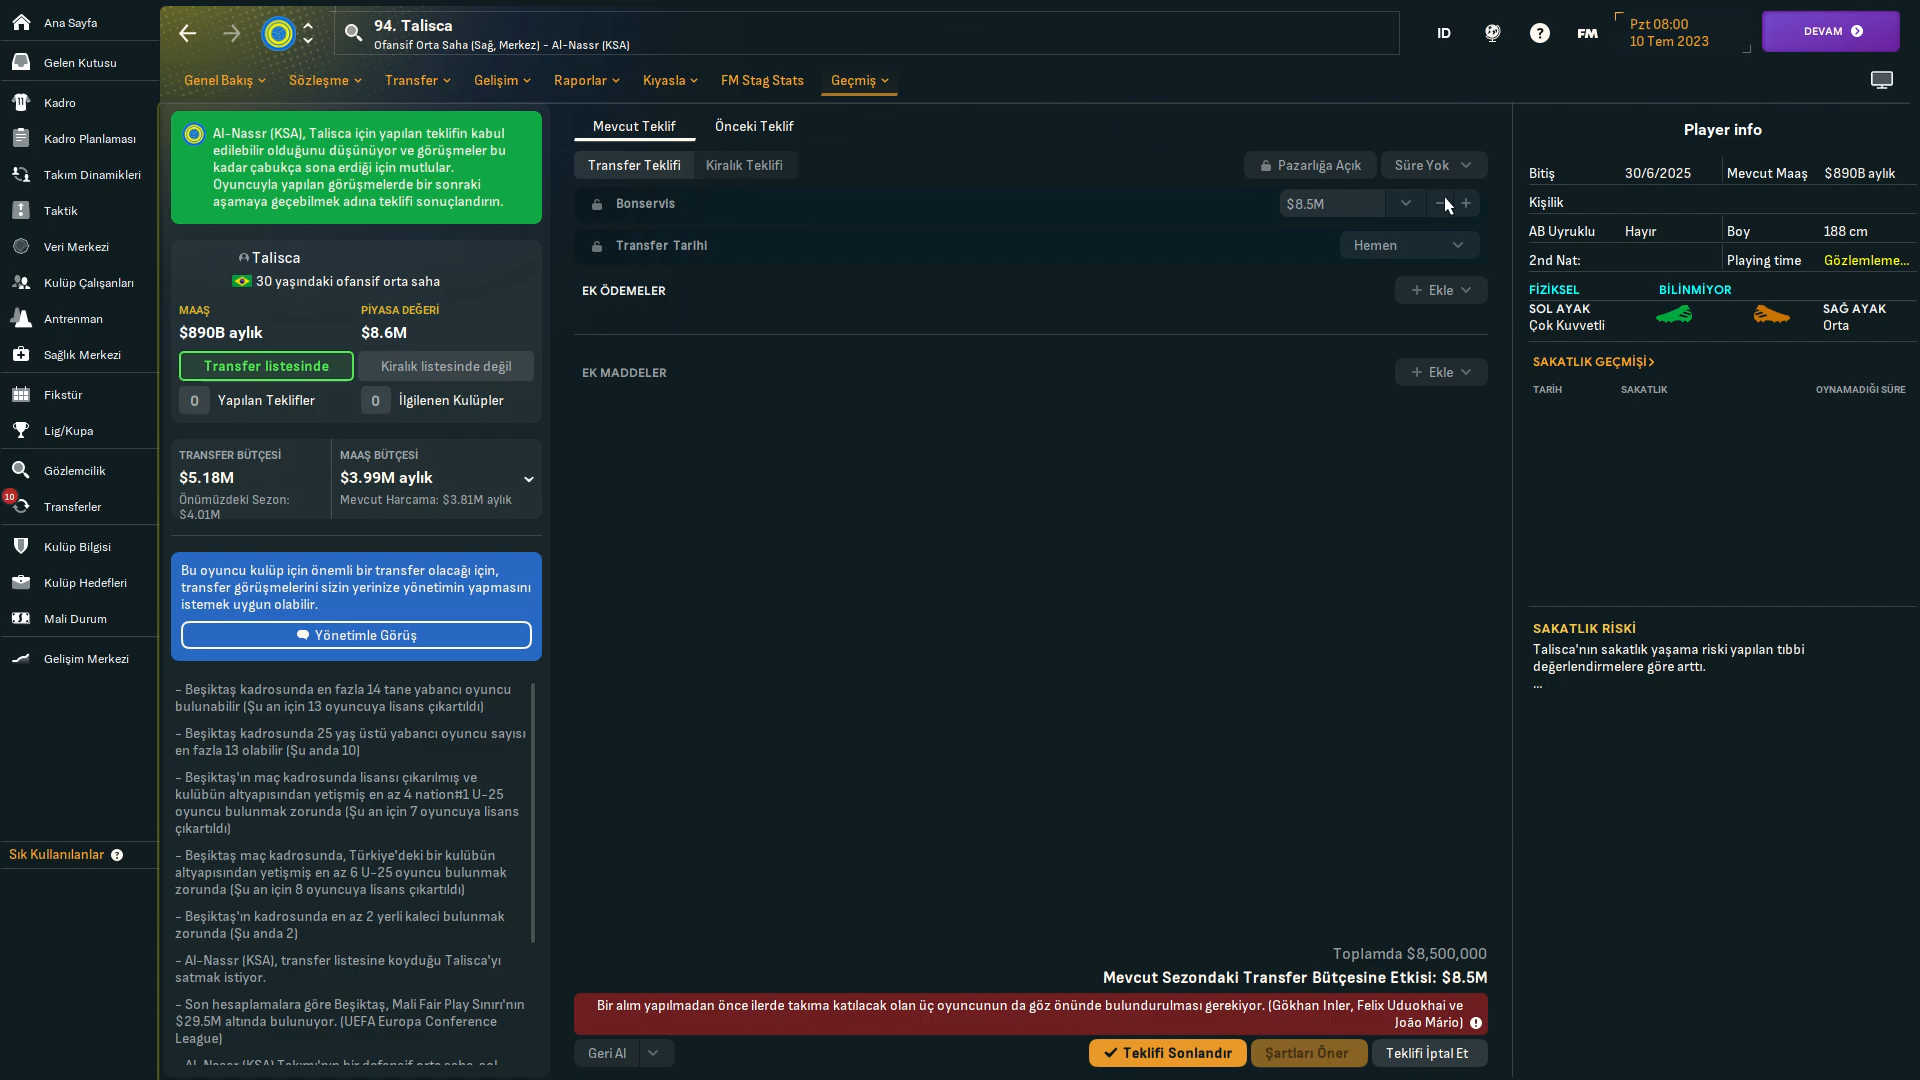 Ana Sayfa
Gelen Kutusu
Kadro
Kadro Planlaması
Takım Dinamikleri
Taktik
Veri Merkezi
Kulüp Çalışanları
Antrenman
Sağlık Merkezi
Fikstür
Lig/Kupa
Gözlemcilik
10
Transferler
Kulüp Bilgisi
Kulüp Hedefleri
Mali Durum
Gelişim Merkezi
Sık Kullanılanlar ?
94. Talisca
Ofansif Orta Saha (Sağ, Merkez) - Al-Nassr (KSA)
ID
?
FM
Pzt 08:00
10 Tem 2023
DEVAM
Genel Bakış
Sözleşme
Transfer
Gelişim
Raporlar
Kıyasla
FM Stag Stats
Geçmiş
Al-Nassr (KSA), Talisca için yapılan teklifin kabul
edilebilir olduğunu düşünüyor ve görüşmeler bu
kadar çabukça sona erdiği için mutlular.
Oyuncuyla yapılan görüşmelerde bir sonraki
aşamaya geçebilmek adına teklifi sonuçlandırın.
Talisca
30 yaşındaki ofansif orta saha
MAAŞ
PİYASA DEĞERİ
$890B aylık
$8.6M
Transfer listesinde
Kiralık listesinde değil
0 Yapılan Teklifler
0 İlgilenen Kulüpler
TRANSFER BÜTÇESİ
MAAŞ BÜTÇESİ
$5.18M
$3.99M aylık
Önümüzdeki Sezon:
$4.01M
Mevcut Harcama: $3.81M aylık
Bu oyuncu kulüp için önemli bir transfer olacağı için,
transfer görüşmelerini sizin yerinize yönetimin yapmasını
istemek uygun olabilir.
Yönetimle Görüş
- Beşiktaş kadrosunda en fazla 14 tane yabancı oyuncu
bulunabilir (Şu an için 13 oyuncuya lisans çıkartıldı)
- Beşiktaş kadrosunda 25 yaş üstü yabancı oyuncu sayısı
en fazla 13 olabilir (Şu anda 10)
- Beşiktaş'ın maç kadrosunda lisansı çıkarılmış ve
kulübün altyapısından yetişmiş en az 4 nation#1 U-25
oyuncu bulunmak zorunda (Şu an için 7 oyuncuya lisans
çıkartıldı)
- Beşiktaş maç kadrosunda, Türkiye'deki bir kulübün
altyapısından yetişmiş en az 6 U-25 oyuncu bulunmak
zorunda (Şu an için 8 oyuncuya lisans çıkartıldı)
- Beşiktaş'ın kadrosunda en az 2 yerli kaleci bulunmak
zorunda (Şu anda 2)
- Al-Nassr (KSA), transfer listesine koyduğu Talisca'yı
satmak istiyor.
- Son hesaplamalara göre Beşiktaş, Mali Fair Play Sınırı'nın
$29.5M altında bulunuyor. (UEFA Europa Conference
League)
Mevcut Teklif
Önceki Teklif
Transfer Teklifi
Kiralık Teklifi
Pazarlığa Açık
Süre Yok
Bonservis
$8.5M
Transfer Tarihi
Hemen
EK ÖDEMELER
+ Ekle
EK MADDELER
+ Ekle
Toplamda $8,500,000
Mevcut Sezondaki Transfer Bütçesine Etkisi: $8.5M
Bir alım yapılmadan önce ilerde takıma katılacak olan üç oyuncunun da göz önünde bulundurulması gerekiyor. (Gökhan Inler, Felix Uduokhai ve
João Mário)
Geri Al
Teklifi Sonlandır
Şartları Öner
Teklifi İptal Et
Player info
Bitiş 30/6/2025 Mevcut Maaş $890B aylık
Kişilik
AB Uyruklu Hayır Boy 188 cm
2nd Nat: Playing time Gözlemleme...
FİZİKSEL BİLİNMİYOR
SOL AYAK
Çok Kuvvetli
SAĞ AYAK
Orta
SAKATLIK GEÇMİŞİ>
TARİH SAKATLIK OYNAMADIĞI SÜRE
SAKATLIK RİSKİ
Talisca'nın sakatlık yaşama riski yapılan tıbbi
değerlendirmelere göre arttı.
...